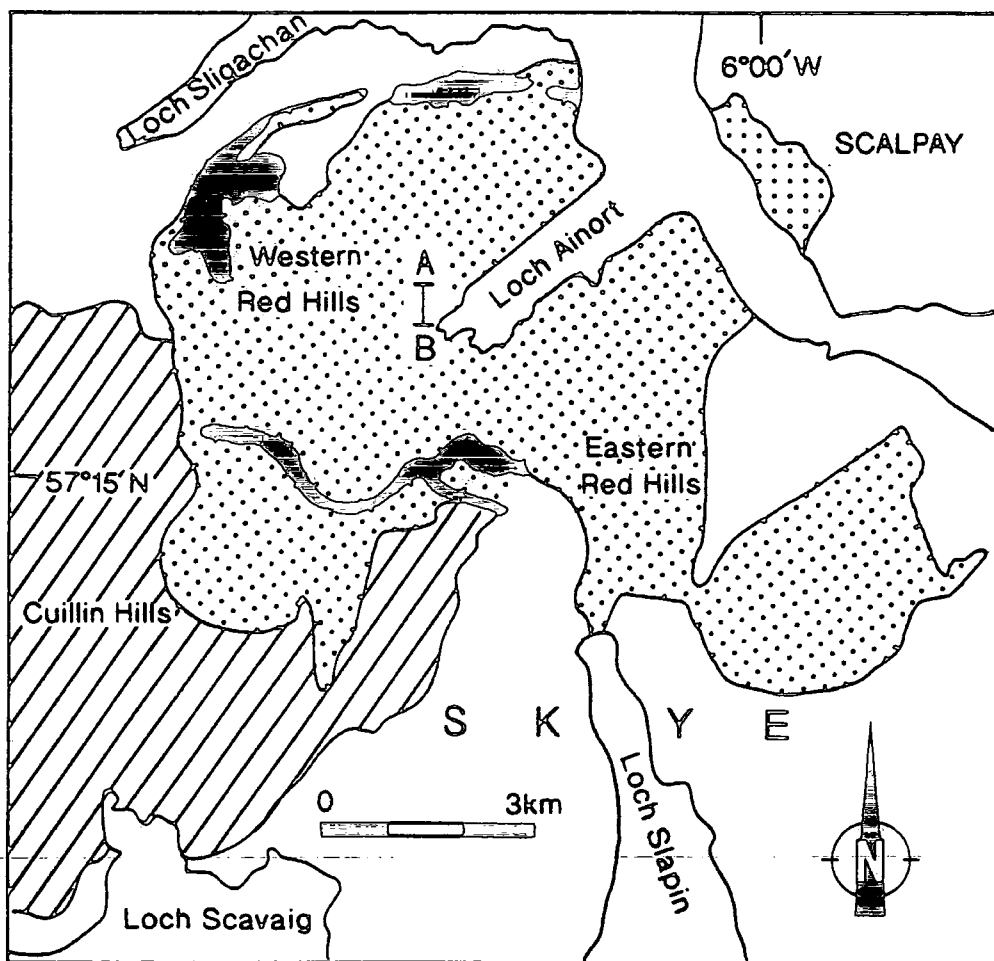 Loch Sligachan
6°00′W
SCALPAY
Western
Red Hills
A
B
Loch Ainort
Eastern
Red Hills
57°15′N
Cuillin Hills
S K Y E
0 3km
Loch Slapin
N
Loch Scavaig